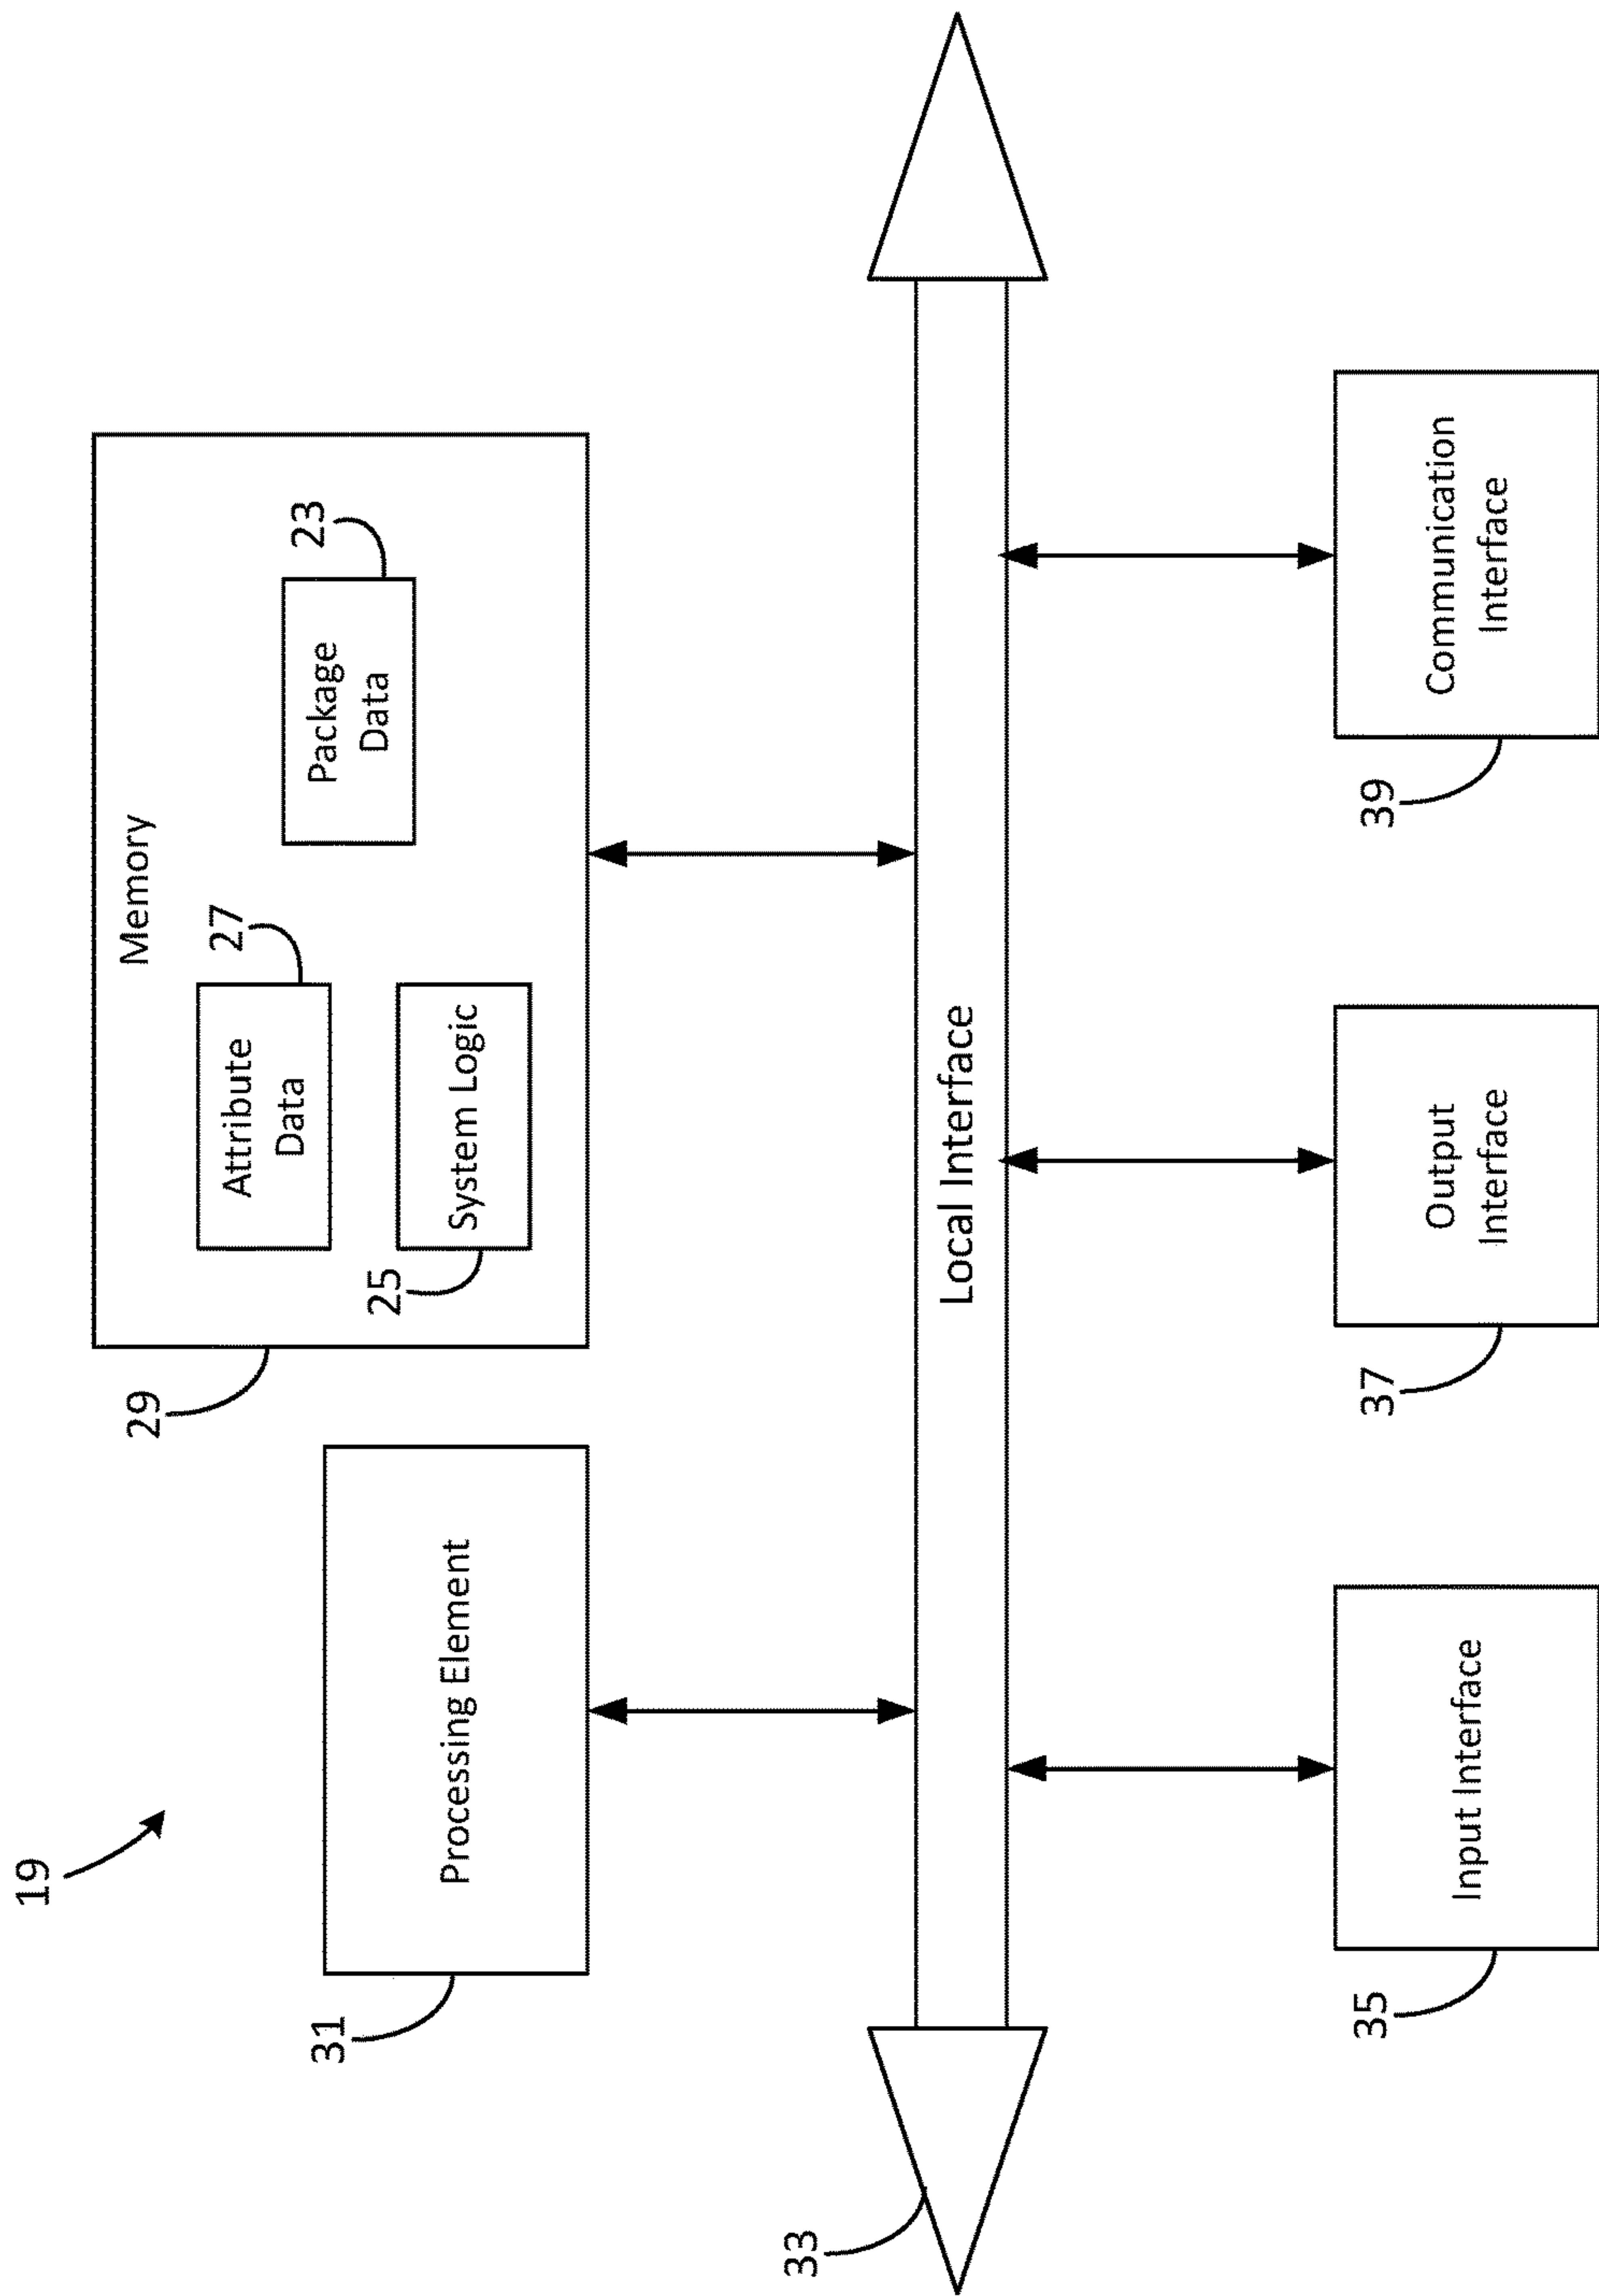 19
31
Processing Element
29
Memory
Attribute
Data
27
25
System Logic
Package
Data
23
33
Local Interface
35
Input Interface
37
Output
Interface
39
Communication
Interface